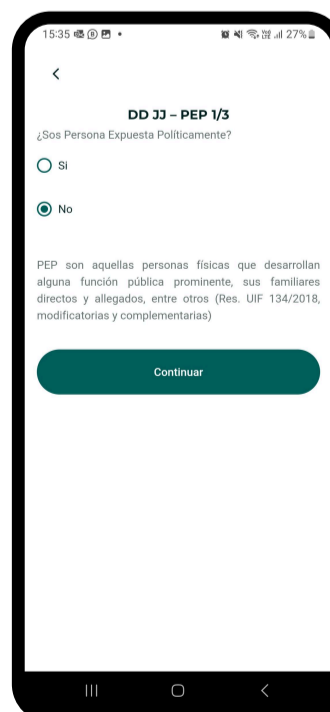 15:35
27%
DD JJ – PEP 1/3
¿Sos Persona Expuesta Políticamente?
Si
No
PEP son aquellas personas físicas que desarrollan
alguna función pública prominente, sus familiares
directos y allegados, entre otros (Res. UIF 134/2018,
modificatorias y complementarias)
Continuar